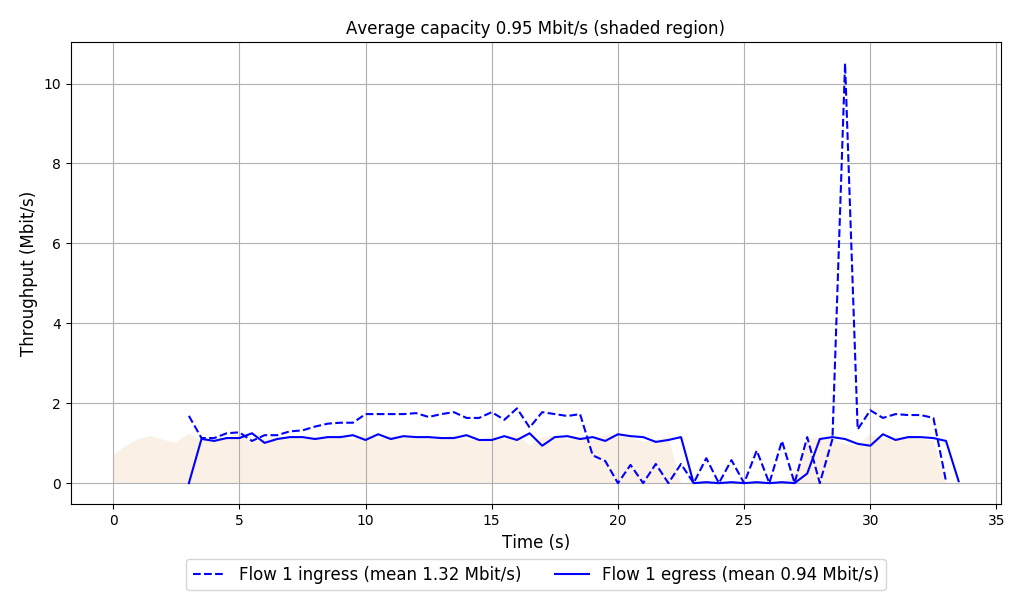 Average capacity 0.95 Mbit/s (shaded region)
Throughput (Mbit/s)
10
8
6
4
2
0
0 5 10 15 20 25 30 35
Time (s)
Flow 1 ingress (mean 1.32 Mbit/s) Flow 1 egress (mean 0.94 Mbit/s)